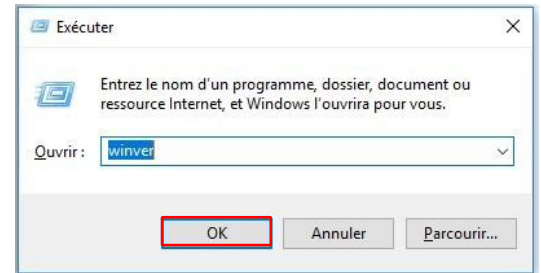 Exécuter
Entrez le nom d'un programme, dossier, document ou
ressource Internet, et Windows l'ouvrira pour vous.
Ouvrir : winver
OK Annuler Parcourir...